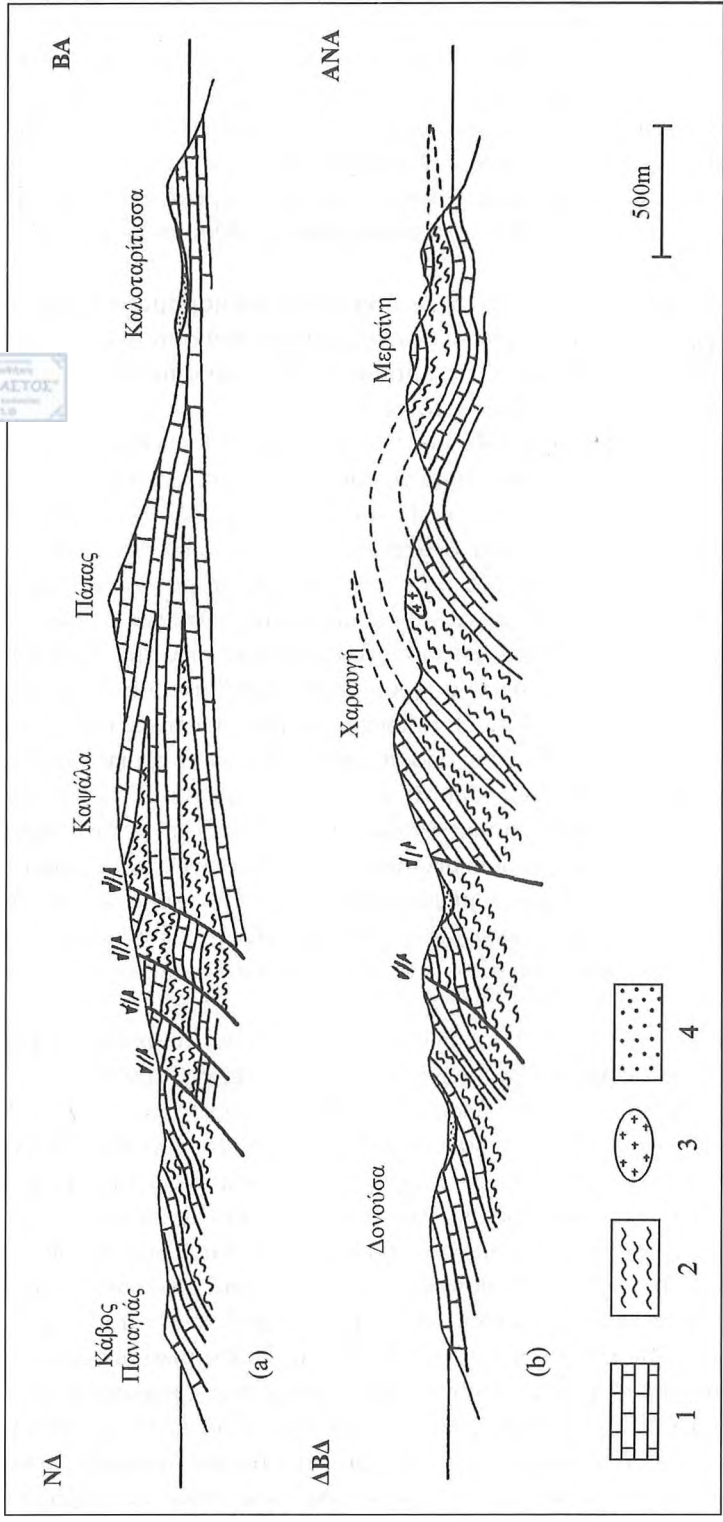 ΝΔ
ΒΑ
Κάβος
Παναγιάς
Καψάλα
Πάπας
Καλοταρίτισσα
(a)
ΔΒΔ
ΑΝΑ
Δονούσα
Χαραυγή
Μερσίνη
(b)
1
2
3
4
500m